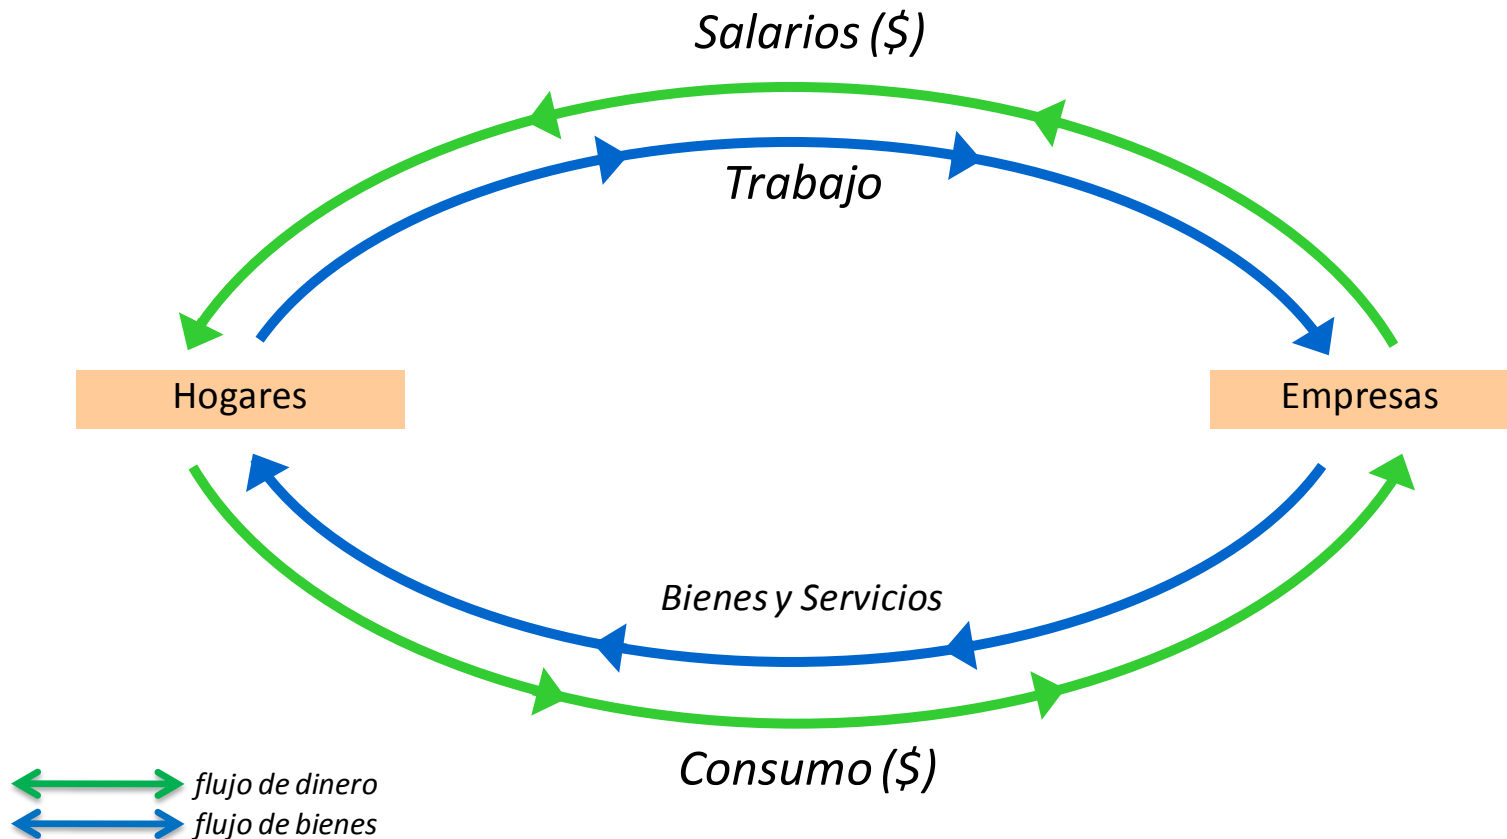 Salarios ($)
Trabajo
Hogares
Empresas
Bienes y Servicios
Consumo ($)
flujo de dinero
flujo de bienes